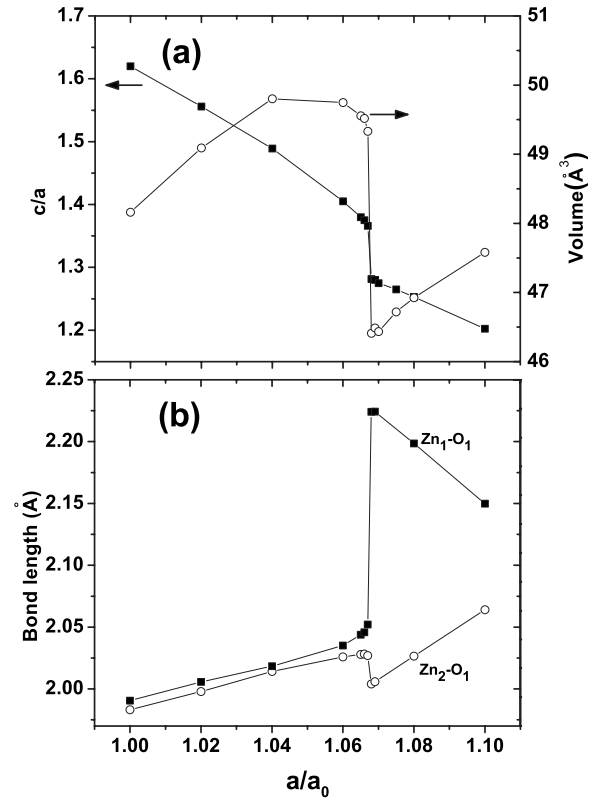 (a)
c/a
1.7
1.6
1.5
1.4
1.3
1.2
51
50
49
48
47
46
Volume(Å³)
(b)
Bond length (Å)
2.25
2.20
2.15
2.10
2.05
2.00
Zn₁-O₁
Zn₂-O₁
1.00 1.02 1.04 1.06 1.08 1.10
a/a₀